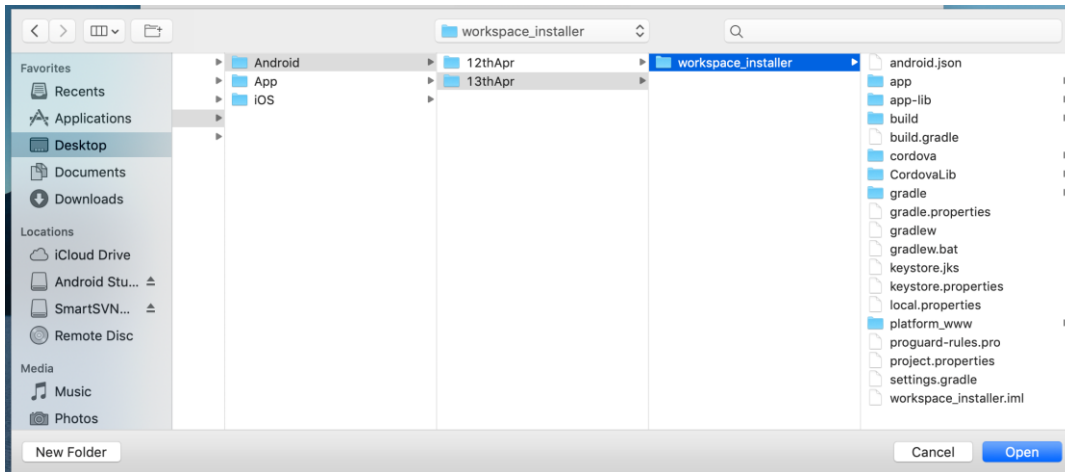 workspace_installer
Favorites
Recents
Applications
Desktop
Documents
Downloads
Locations
iCloud Drive
Android Stu...
SmartSVN...
Remote Disc
Media
Music
Photos
Android
App
iOS
12thApr
13thApr
workspace_installer
android.json
app
app-lib
build
build.gradle
cordova
CordovaLib
gradle
gradle.properties
gradlew
gradlew.bat
keystore.jks
keystore.properties
local.properties
platform_www
proguard-rules.pro
project.properties
settings.gradle
workspace_installer.iml
New Folder
Cancel
Open